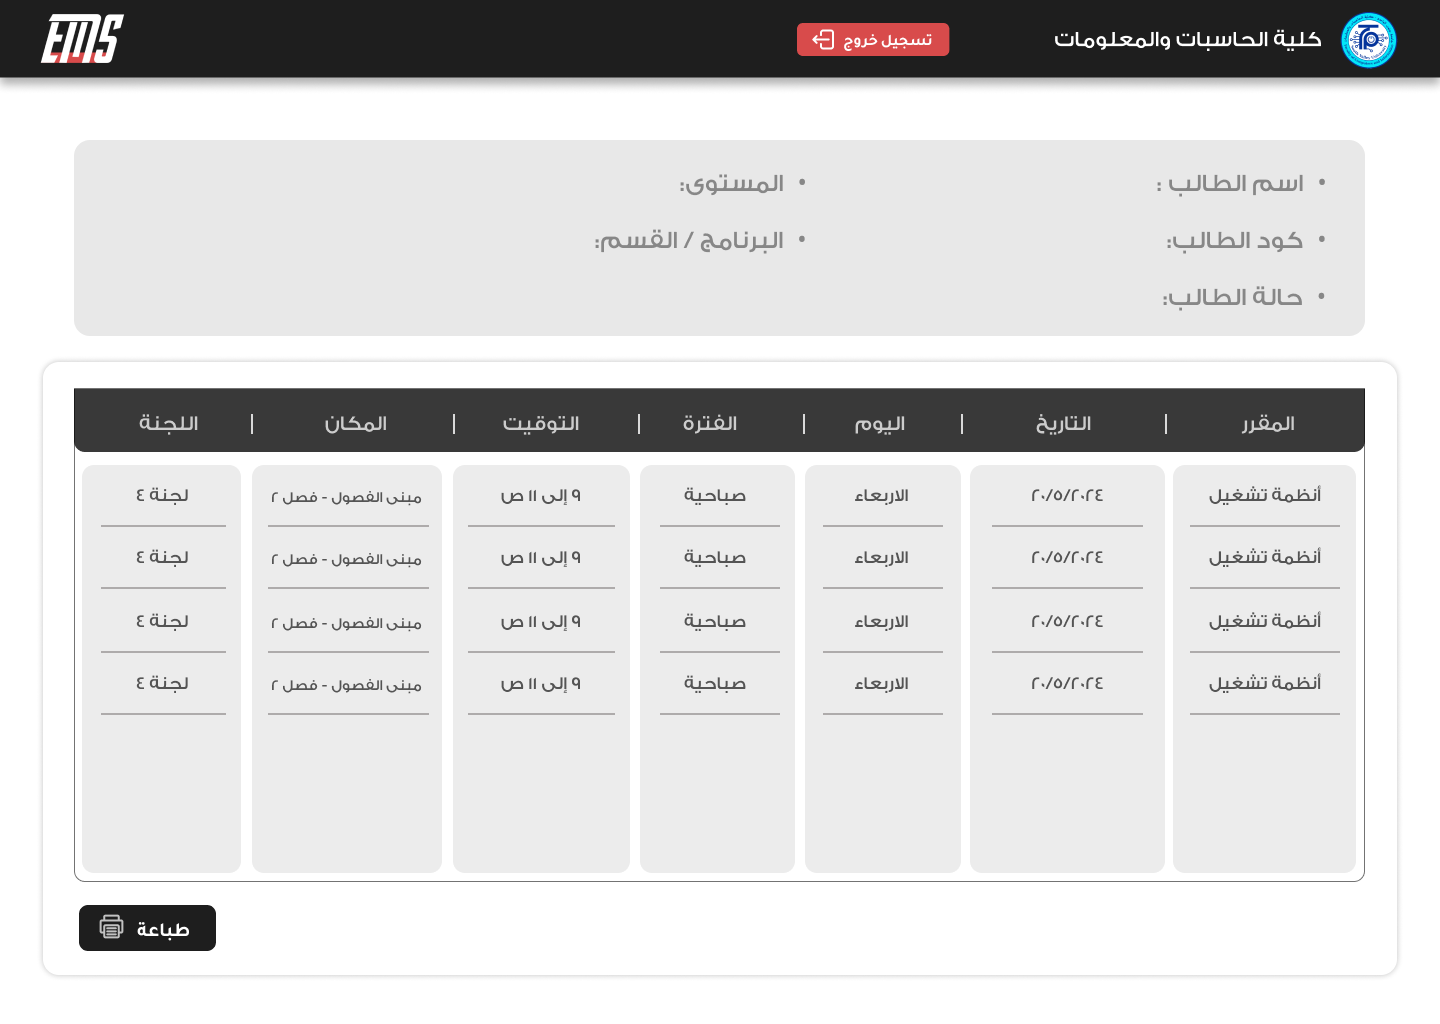 كلية الحاسبات والمعلومات
تسجيل خروج
EMS
• اسم الطالب :
• المستوى:
• كود الطالب:
• البرنامج / القسم:
• حالة الطالب:
المقرر | التاريخ | اليوم | الفترة | التوقيت | المكان | اللجنة
أنظمة تشغيل ٢٠/٥/٢٠٢٤ الاربعاء صباحية ٩ إلى ١١ ص مبنى الفصول - فصل ٢ لجنة ٤
أنظمة تشغيل ٢٠/٥/٢٠٢٤ الاربعاء صباحية ٩ إلى ١١ ص مبنى الفصول - فصل ٢ لجنة ٤
أنظمة تشغيل ٢٠/٥/٢٠٢٤ الاربعاء صباحية ٩ إلى ١١ ص مبنى الفصول - فصل ٢ لجنة ٤
أنظمة تشغيل ٢٠/٥/٢٠٢٤ الاربعاء صباحية ٩ إلى ١١ ص مبنى الفصول - فصل ٢ لجنة ٤
طباعة